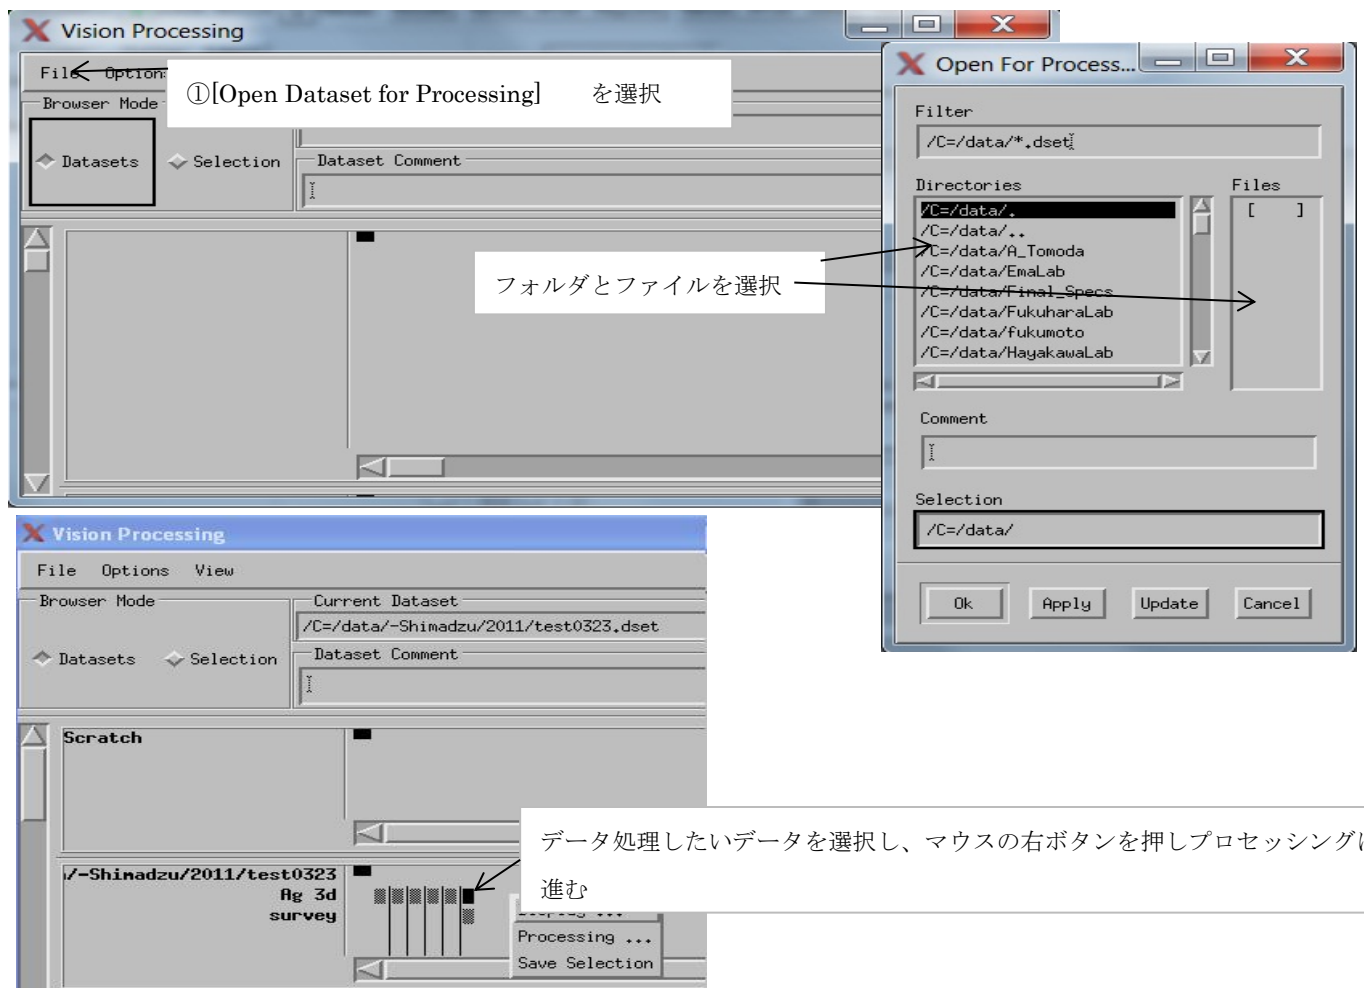 Vision Processing
File Option
①[Open Dataset for Processing] を選択
Browser Mode
Datasets Selection
Dataset Comment
フォルダとファイルを選択
Open For Process...
Filter
/C=/data/*.dset
Directories Files
/C=/data/. [ ]
/C=/data/..
/C=/data/A_Tomoda
/C=/data/EmaLab
/C=/data/Final_Specs
/C=/data/FukuharaLab
/C=/data/fukumoto
/C=/data/HayakawaLab
Comment
Selection
/C=/data/
Ok Apply Update Cancel
Vision Processing
File Options View
Browser Mode Current Dataset
/C=/data/-Shimadzu/2011/test0323.dset
Datasets Selection Dataset Comment
Scratch
データ処理したいデータを選択し、マウスの右ボタンを押しプロセッシングに
進む
/-Shimadzu/2011/test0323
Ag 3d
survey
Processing ...
Save Selection